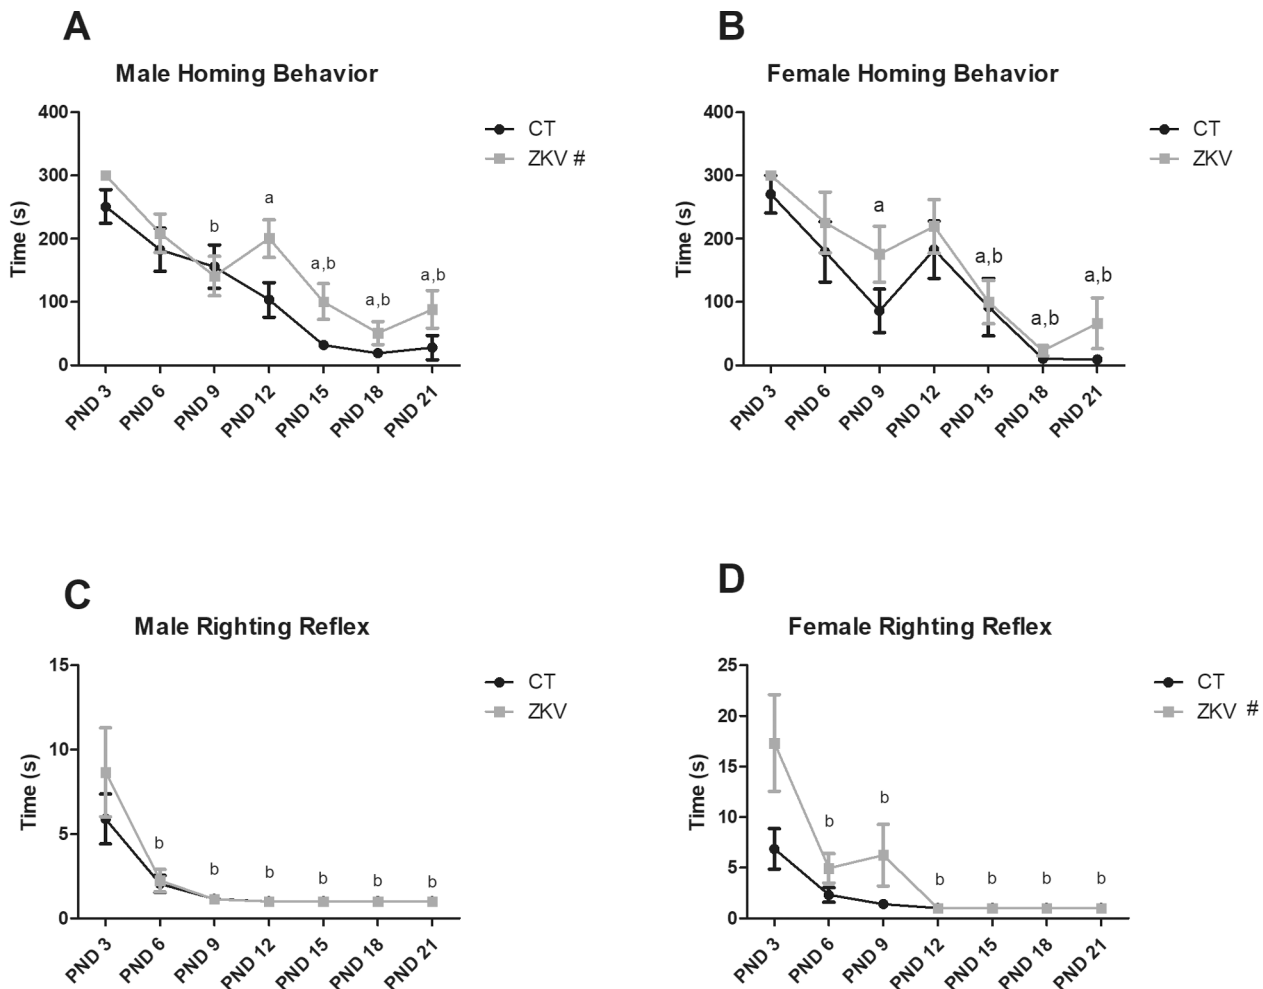 A
Male Homing Behavior
400
300
200
100
0
Time (s)
CT
ZKV #
b
a
a,b
a,b
a,b
PND 3
PND 6
PND 9
PND 12
PND 15
PND 18
PND 21
B
Female Homing Behavior
400
300
200
100
0
Time (s)
CT
ZKV
a
a,b
a,b
a,b
PND 3
PND 6
PND 9
PND 12
PND 15
PND 18
PND 21
C
Male Righting Reflex
15
10
5
0
Time (s)
CT
ZKV
b
b
b
b
b
b
PND 3
PND 6
PND 9
PND 12
PND 15
PND 18
PND 21
D
Female Righting Reflex
25
20
15
10
5
0
Time (s)
CT
ZKV #
b
b
b
b
b
b
PND 3
PND 6
PND 9
PND 12
PND 15
PND 18
PND 21